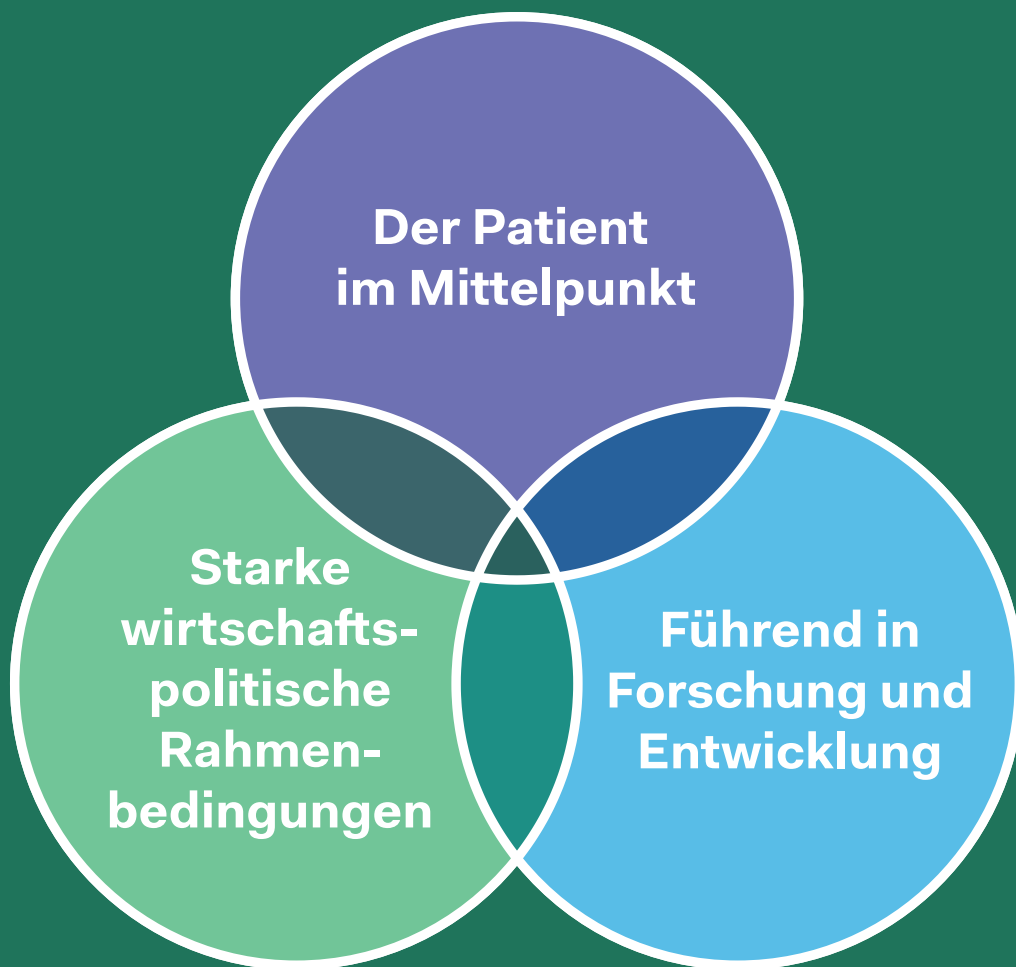 Der Patient
im Mittelpunkt
Starke
wirtschafts-
politische
Rahmen-
bedingungen
Führend in
Forschung und
Entwicklung